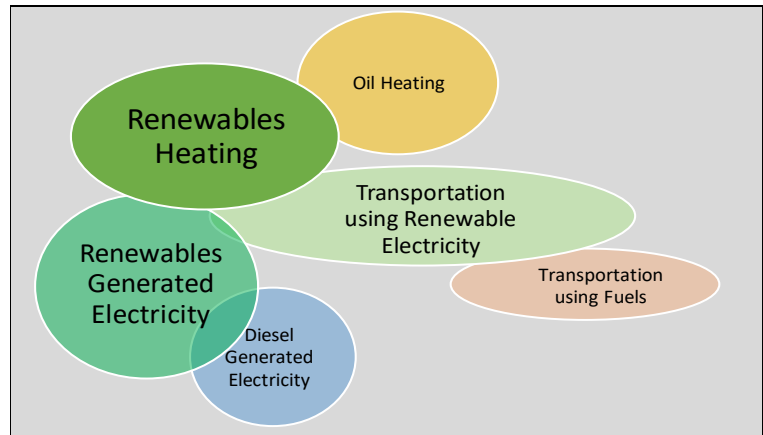 Oil Heating
Renewables
Heating
Transportation
using Renewable
Electricity
Renewables
Generated
Electricity
Transportation
using Fuels
Diesel
Generated
Electricity